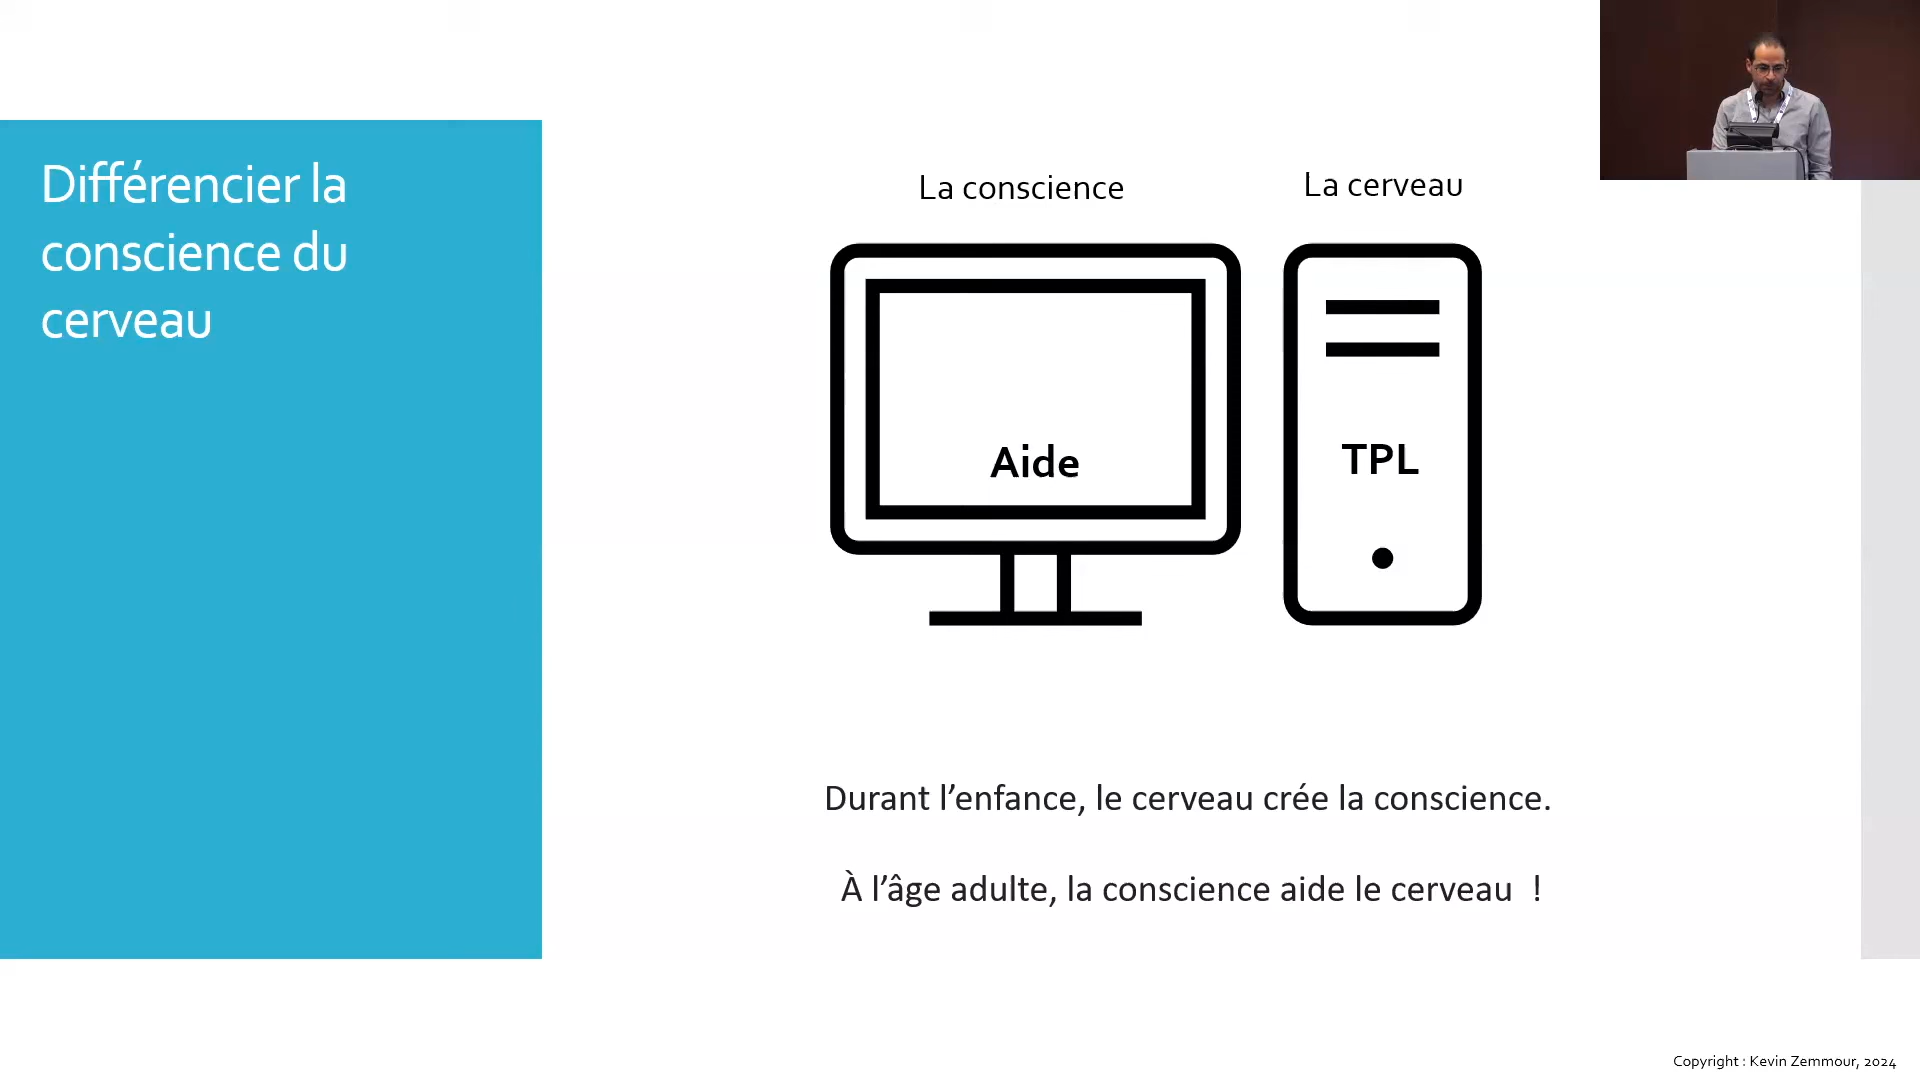 Différencier la
conscience du
cerveau
La conscience
La cerveau
Aide
TPL
Durant l’enfance, le cerveau crée la conscience.
À l’âge adulte, la conscience aide le cerveau  !
Copyright : Kevin Zemmour, 2024